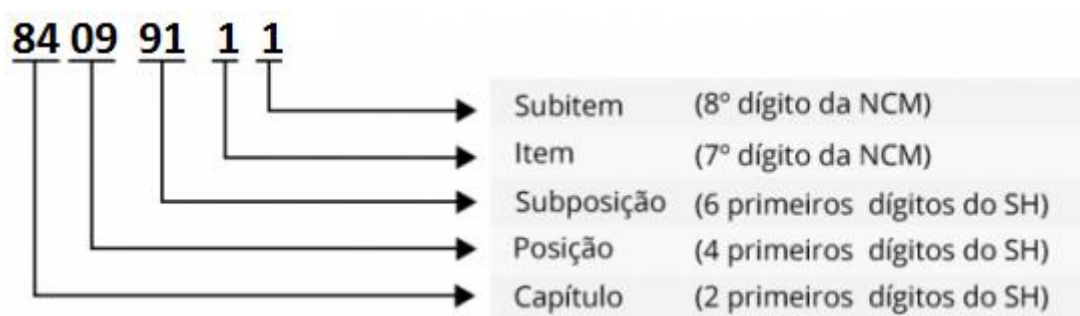 84 09 91 1 1
Subitem (8º dígito da NCM)
Item (7º dígito da NCM)
Subposição (6 primeiros dígitos do SH)
Posição (4 primeiros dígitos do SH)
Capítulo (2 primeiros dígitos do SH)